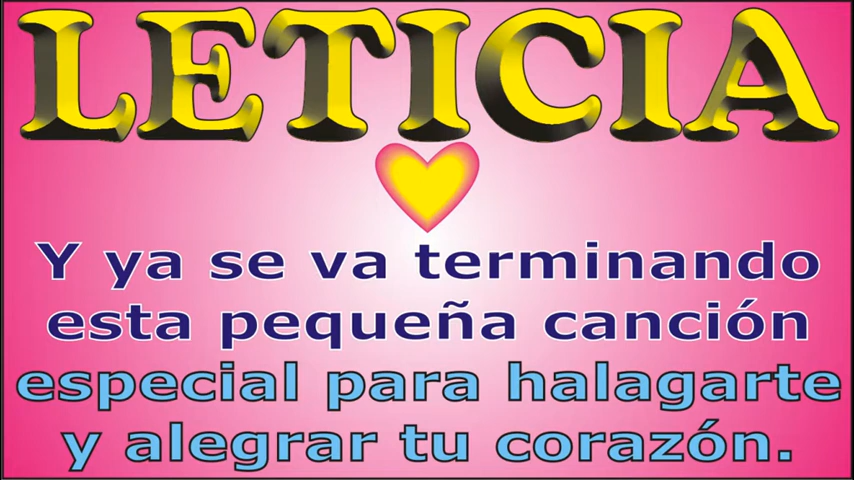 LETICIA
Y ya se va terminando
esta pequeña canción
especial para halagarte
y alegrar tu corazón.